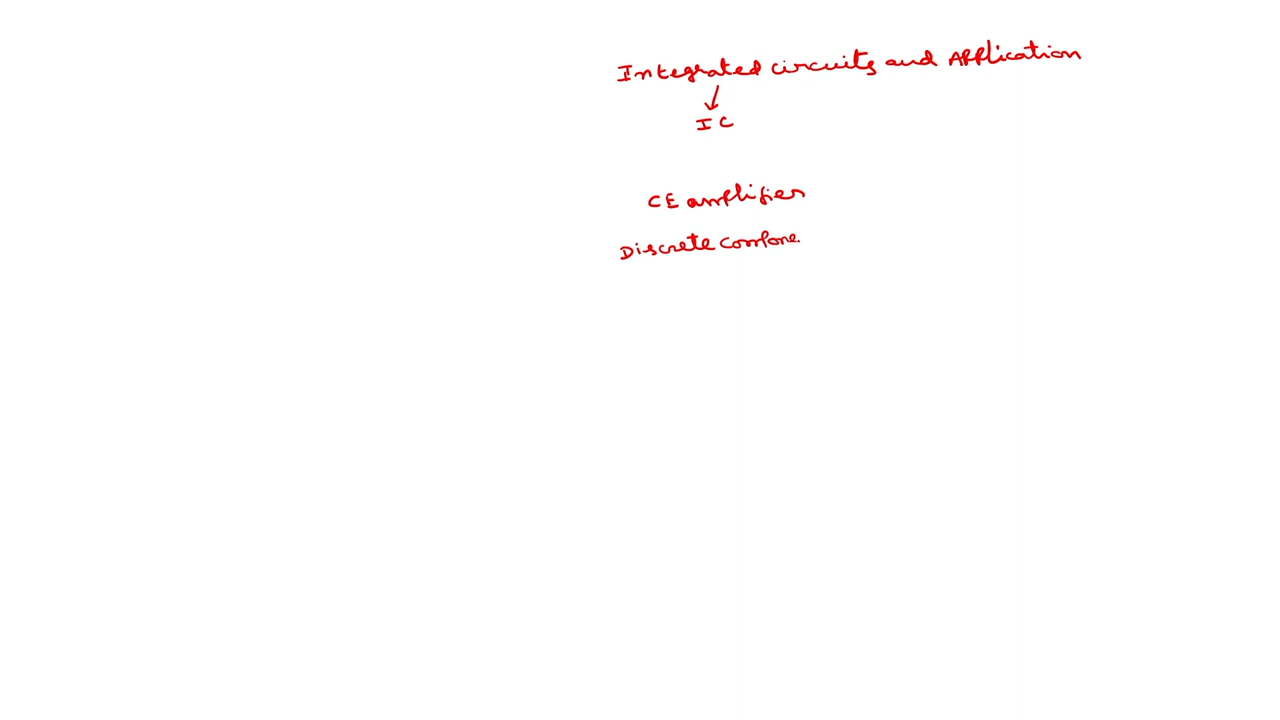 Integrated circuits and Application
IC
CE amplifier
Discrete compone.